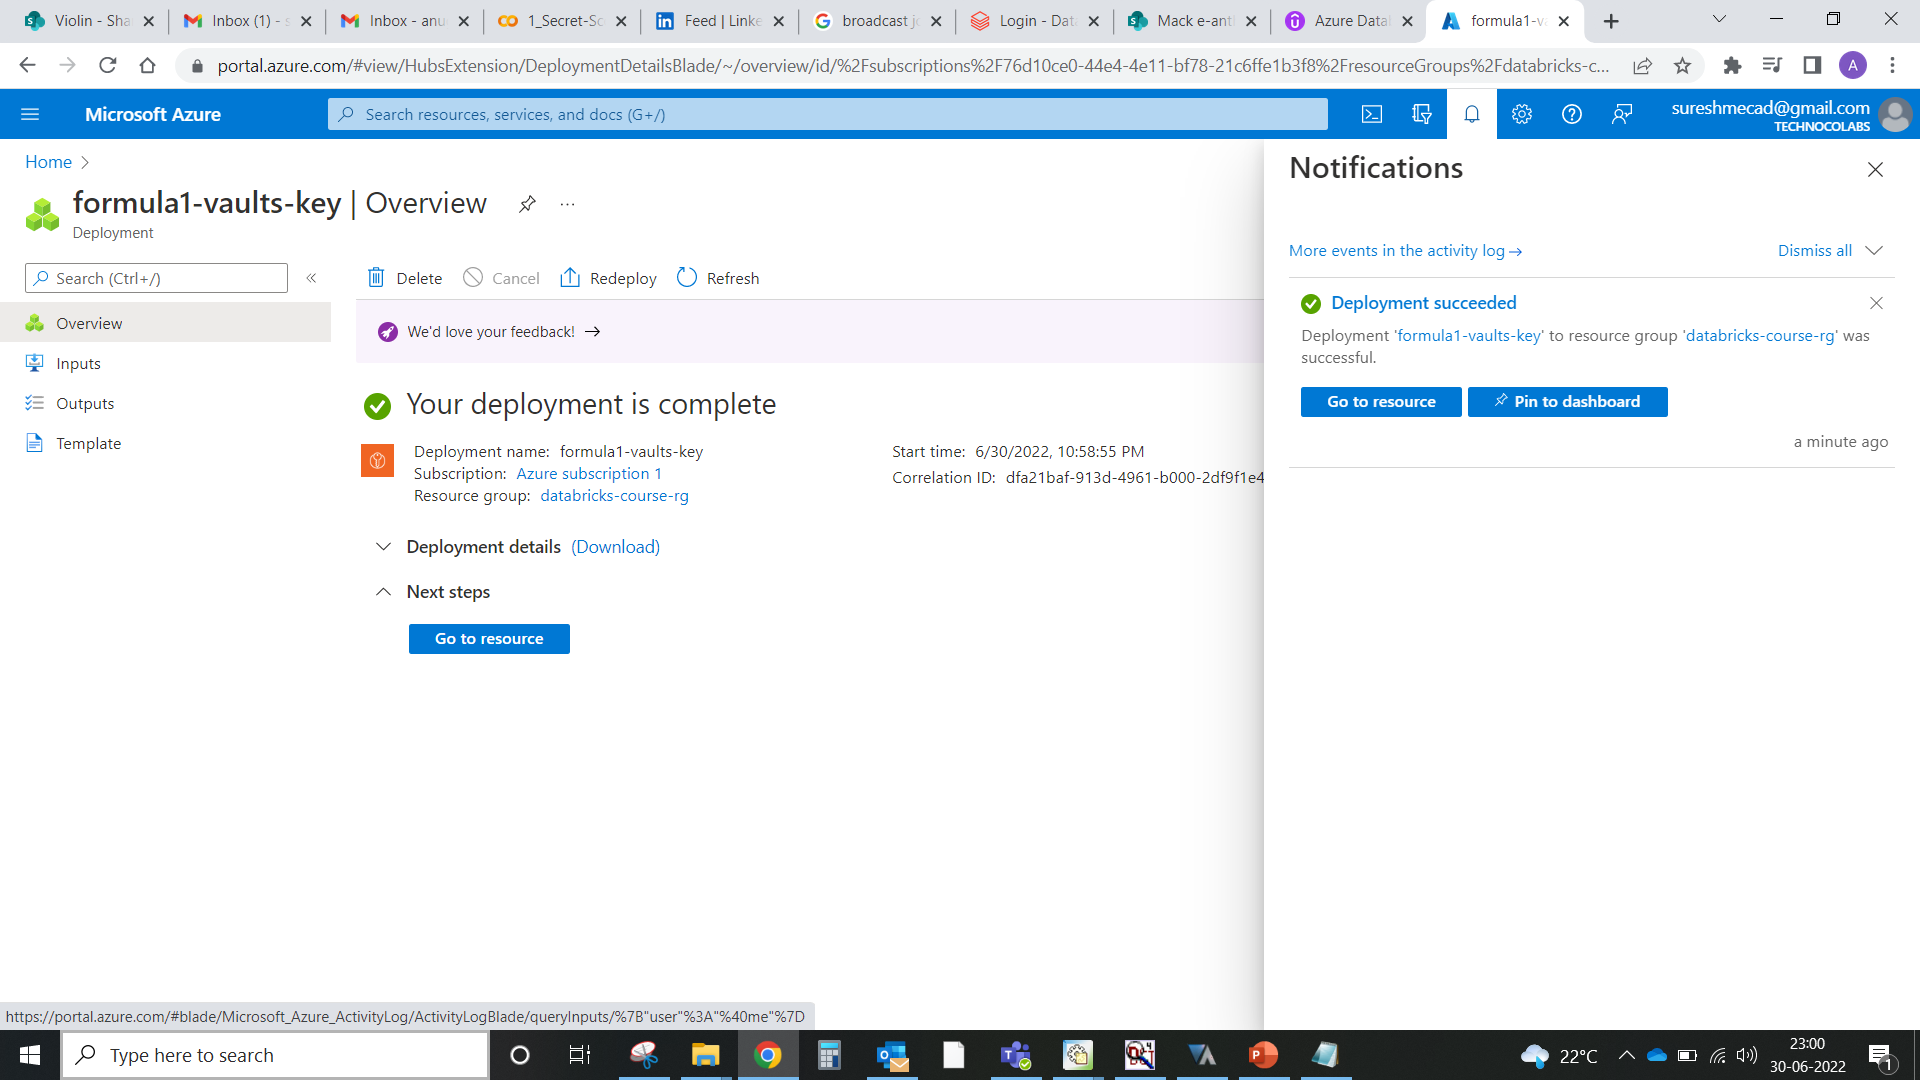 Violin - Sha
Inbox (1) - s
Inbox - anu
1_Secret-Sc
Feed | Linke
broadcast jo
Login - Data
Mack e-anth
Azure Datab
formula1-va
portal.azure.com/#view/HubsExtension/DeploymentDetailsBlade/~/overview/id/%2Fsubscriptions%2F76d10ce0-44e4-4e11-bf78-21c6ffe1b3f8%2FresourceGroups%2Fdatabricks-c...
A
Microsoft Azure
Search resources, services, and docs (G+/)
sureshmecad@gmail.com
TECHNOCOLABS
Home
formula1-vaults-key | Overview
Deployment
Search (Ctrl+/)
Overview
Inputs
Outputs
Template
Delete
Cancel
Redeploy
Refresh
We'd love your feedback!
Your deployment is complete
Deployment name: formula1-vaults-key
Subscription: Azure subscription 1
Resource group: databricks-course-rg
Start time: 6/30/2022, 10:58:55 PM
Correlation ID: dfa21baf-913d-4961-b000-2df9f1e4
Deployment details (Download)
Next steps
Go to resource
Notifications
More events in the activity log
Dismiss all
Deployment succeeded
Deployment 'formula1-vaults-key' to resource group 'databricks-course-rg' was
successful.
Go to resource
Pin to dashboard
a minute ago
https://portal.azure.com/#blade/Microsoft_Azure_ActivityLog/ActivityLogBlade/queryInputs/%7B"user"%3A"%40me"%7D
Type here to search
22°C
23:00
30-06-2022
1